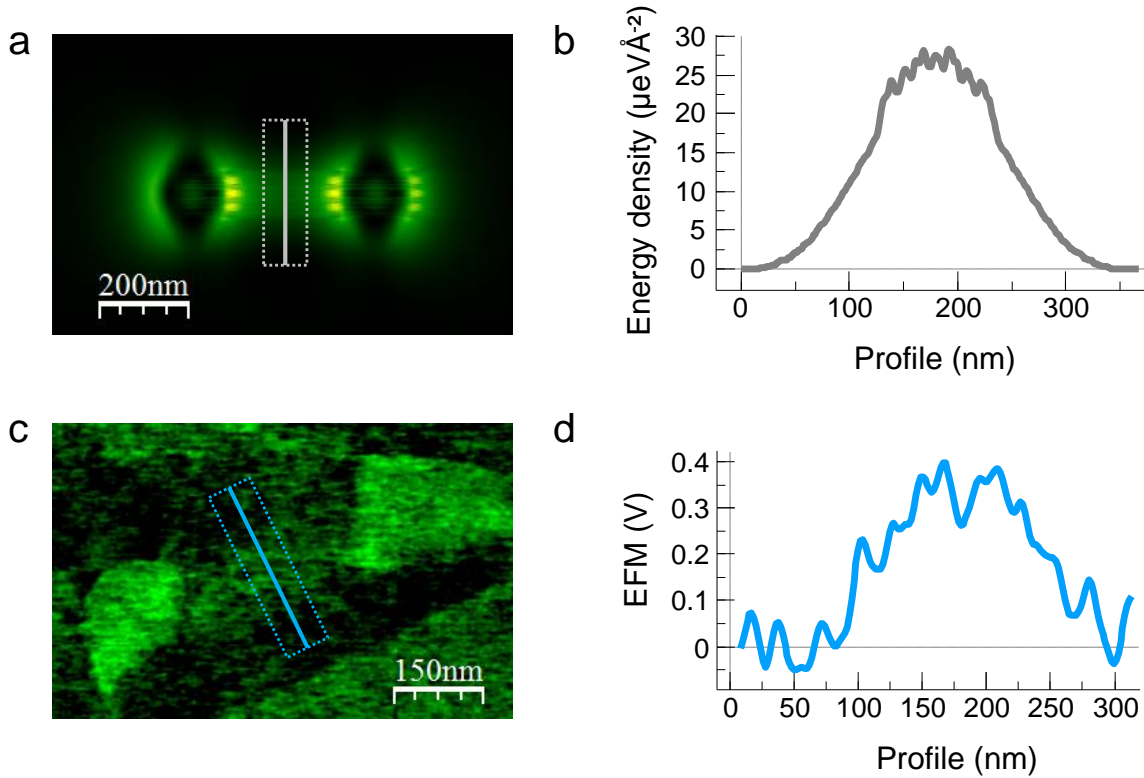 a
200nm
b
Energy density (µeVÅ⁻²)
30
25
20
15
10
5
0
0 100 200 300
Profile (nm)
c
150nm
d
EFM (V)
0.4
0.3
0.2
0.1
0
0 50 100 150 200 250 300
Profile (nm)